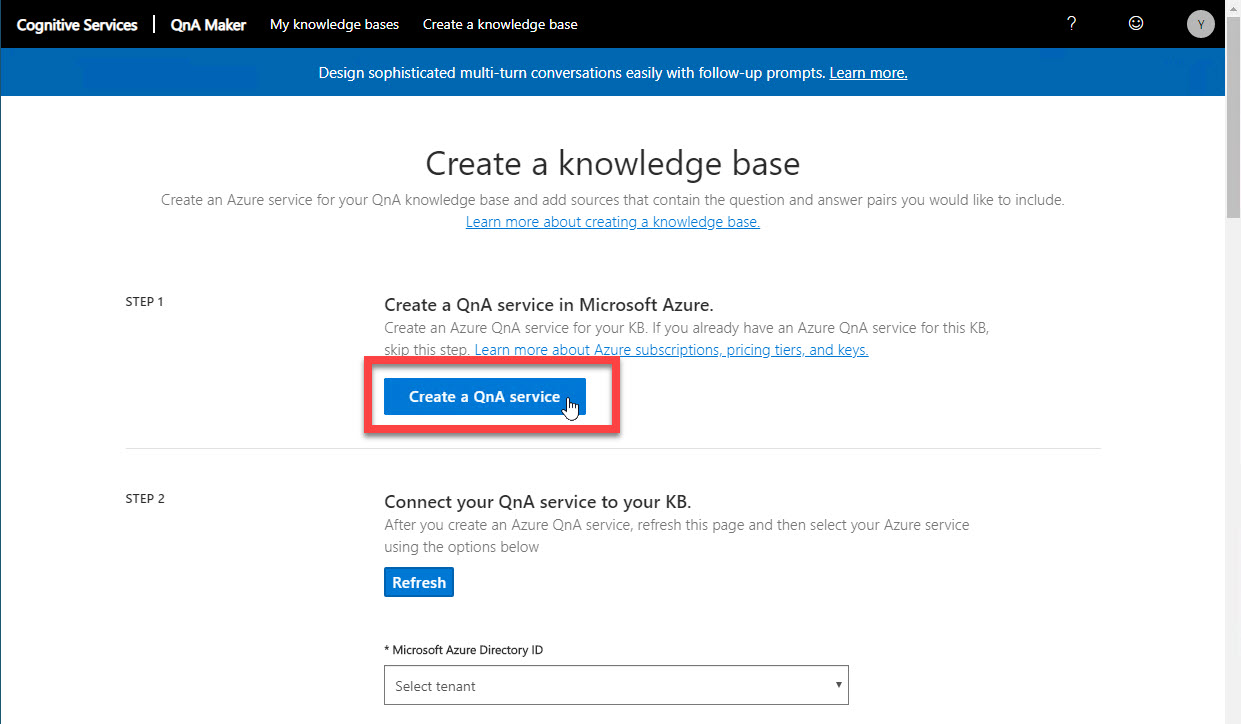 Cognitive Services | QnA Maker My knowledge bases Create a knowledge base ? Y
Design sophisticated multi-turn conversations easily with follow-up prompts. Learn more.
Create a knowledge base
Create an Azure service for your QnA knowledge base and add sources that contain the question and answer pairs you would like to include.
Learn more about creating a knowledge base.
STEP 1
Create a QnA service in Microsoft Azure.
Create an Azure QnA service for your KB. If you already have an Azure QnA service for this KB,
skip this step. Learn more about Azure subscriptions, pricing tiers, and keys.
Create a QnA service
STEP 2
Connect your QnA service to your KB.
After you create an Azure QnA service, refresh this page and then select your Azure service
using the options below
Refresh
* Microsoft Azure Directory ID
Select tenant